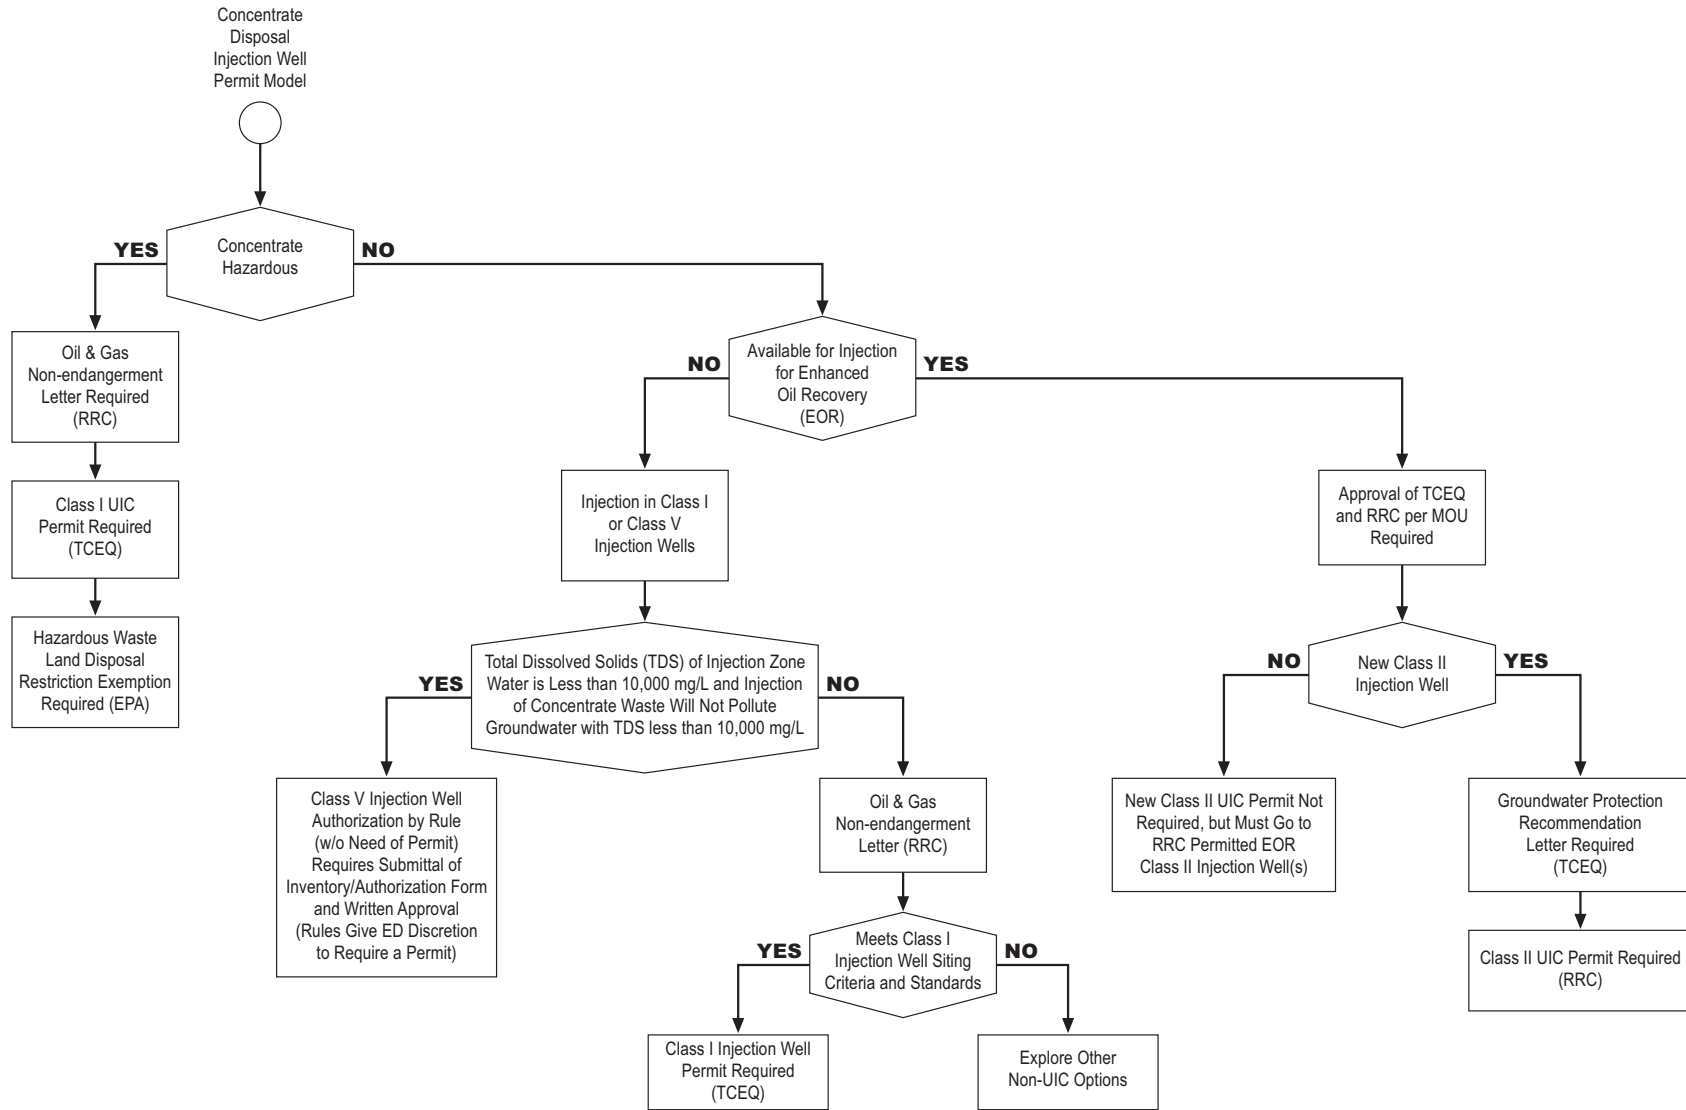 Concentrate
Disposal
Injection Well
Permit Model
YES
Concentrate
Hazardous
NO
Oil & Gas
Non-endangerment
Letter Required
(RRC)
Class I UIC
Permit Required
(TCEQ)
Hazardous Waste
Land Disposal
Restriction Exemption
Required (EPA)
NO
Available for Injection
for Enhanced
Oil Recovery
(EOR)
YES
Injection in Class I
or Class V
Injection Wells
YES
Total Dissolved Solids (TDS) of Injection Zone
Water is Less than 10,000 mg/L and Injection
of Concentrate Waste Will Not Pollute
Groundwater with TDS less than 10,000 mg/L
NO
Class V Injection Well
Authorization by Rule
(w/o Need of Permit)
Requires Submittal of
Inventory/Authorization Form
and Written Approval
(Rules Give ED Discretion
to Require a Permit)
Oil & Gas
Non-endangerment
Letter (RRC)
YES
Meets Class I
Injection Well Siting
Criteria and Standards
NO
Class I Injection Well
Permit Required
(TCEQ)
Explore Other
Non-UIC Options
Approval of TCEQ
and RRC per MOU
Required
NO
New Class II
Injection Well
YES
New Class II UIC Permit Not
Required, but Must Go to
RRC Permitted EOR
Class II Injection Well(s)
Groundwater Protection
Recommendation
Letter Required
(TCEQ)
Class II UIC Permit Required
(RRC)